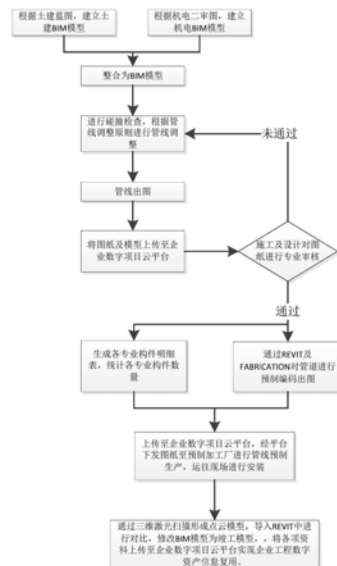 根据土建蓝图，建立土
建BIM模型
根据机电二审图，建立
机电BIM模型
整合为BIM模型
进行碰撞检查，根据管
线调整原则进行管线调
整
未通过
管线出图
将图纸及模型上传至企
业数字项目云平台
施工及设计对图
纸进行专业审核
通过
生成各专业构件明细
表，统计各专业构件数
量
通过REVIT及
FABRICATION对管道进行
预制编码出图
上传至企业数字项目云平台，经平台
下发图纸至预制加工厂进行管线预制
生产，运往现场进行安装
通过三维激光扫描形成点云模型，导入REVIT中进
行对比，修改BIM模型为竣工模型，，将各项资
料上传至企业数字项目云平台实现企业工程数字
资产信息复用。